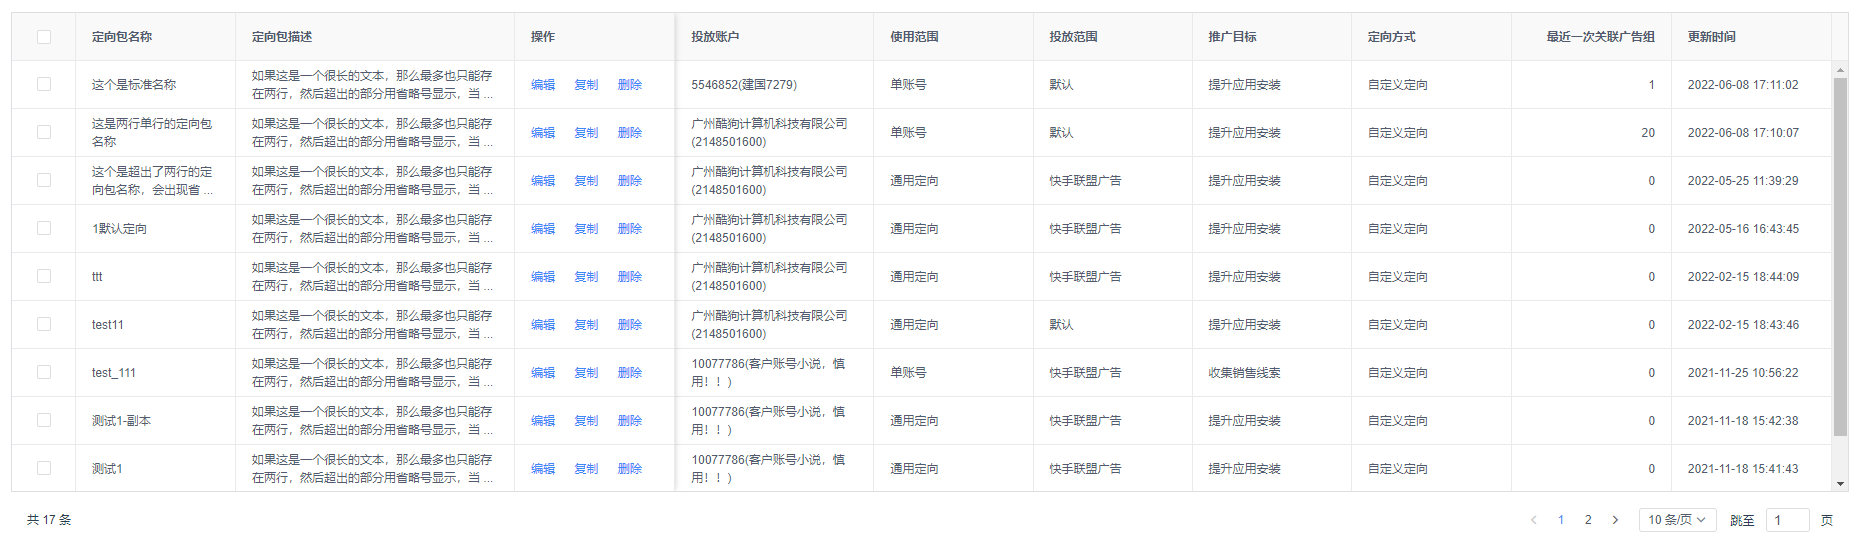 定向包名称 定向包描述 操作 投放账户 使用范围 投放范围 推广目标 定向方式 最近一次关联广告组 更新时间
这个是标准名称 如果这是一个很长的文本，那么最多也只能存 编辑 复制 删除 5546852(建国7279) 单账号 默认 提升应用安装 自定义定向 1 2022-06-08 17:11:02
在两行，然后超出的部分用省略号显示，当 ...
这是两行单行的定向包 如果这是一个很长的文本，那么最多也只能存 编辑 复制 删除 广州酷狗计算机科技有限公司 单账号 默认 提升应用安装 自定义定向 20 2022-06-08 17:10:07
名称 在两行，然后超出的部分用省略号显示，当 ... (2148501600)
这个是超出了两行的定 如果这是一个很长的文本，那么最多也只能存 编辑 复制 删除 广州酷狗计算机科技有限公司 通用定向 快手联盟广告 提升应用安装 自定义定向 0 2022-05-25 11:39:29
向包名称，会出现省 ... 在两行，然后超出的部分用省略号显示，当 ... (2148501600)
1默认定向 如果这是一个很长的文本，那么最多也只能存 编辑 复制 删除 广州酷狗计算机科技有限公司 通用定向 快手联盟广告 提升应用安装 自定义定向 0 2022-05-16 16:43:45
在两行，然后超出的部分用省略号显示，当 ... (2148501600)
ttt 如果这是一个很长的文本，那么最多也只能存 编辑 复制 删除 广州酷狗计算机科技有限公司 通用定向 快手联盟广告 提升应用安装 自定义定向 0 2022-02-15 18:44:09
在两行，然后超出的部分用省略号显示，当 ... (2148501600)
test11 如果这是一个很长的文本，那么最多也只能存 编辑 复制 删除 广州酷狗计算机科技有限公司 通用定向 默认 提升应用安装 自定义定向 0 2022-02-15 18:43:46
在两行，然后超出的部分用省略号显示，当 ... (2148501600)
test_111 如果这是一个很长的文本，那么最多也只能存 编辑 复制 删除 10077786(客户账号小说，慎 单账号 快手联盟广告 收集销售线索 自定义定向 0 2021-11-25 10:56:22
在两行，然后超出的部分用省略号显示，当 ... 用！！)
测试1-副本 如果这是一个很长的文本，那么最多也只能存 编辑 复制 删除 10077786(客户账号小说，慎 通用定向 快手联盟广告 提升应用安装 自定义定向 0 2021-11-18 15:42:38
在两行，然后超出的部分用省略号显示，当 ... 用！！)
测试1 如果这是一个很长的文本，那么最多也只能存 编辑 复制 删除 10077786(客户账号小说，慎 通用定向 快手联盟广告 提升应用安装 自定义定向 0 2021-11-18 15:41:43
在两行，然后超出的部分用省略号显示，当 ... 用！！)
共 17 条 1 2 10 条/页 跳至 1 页